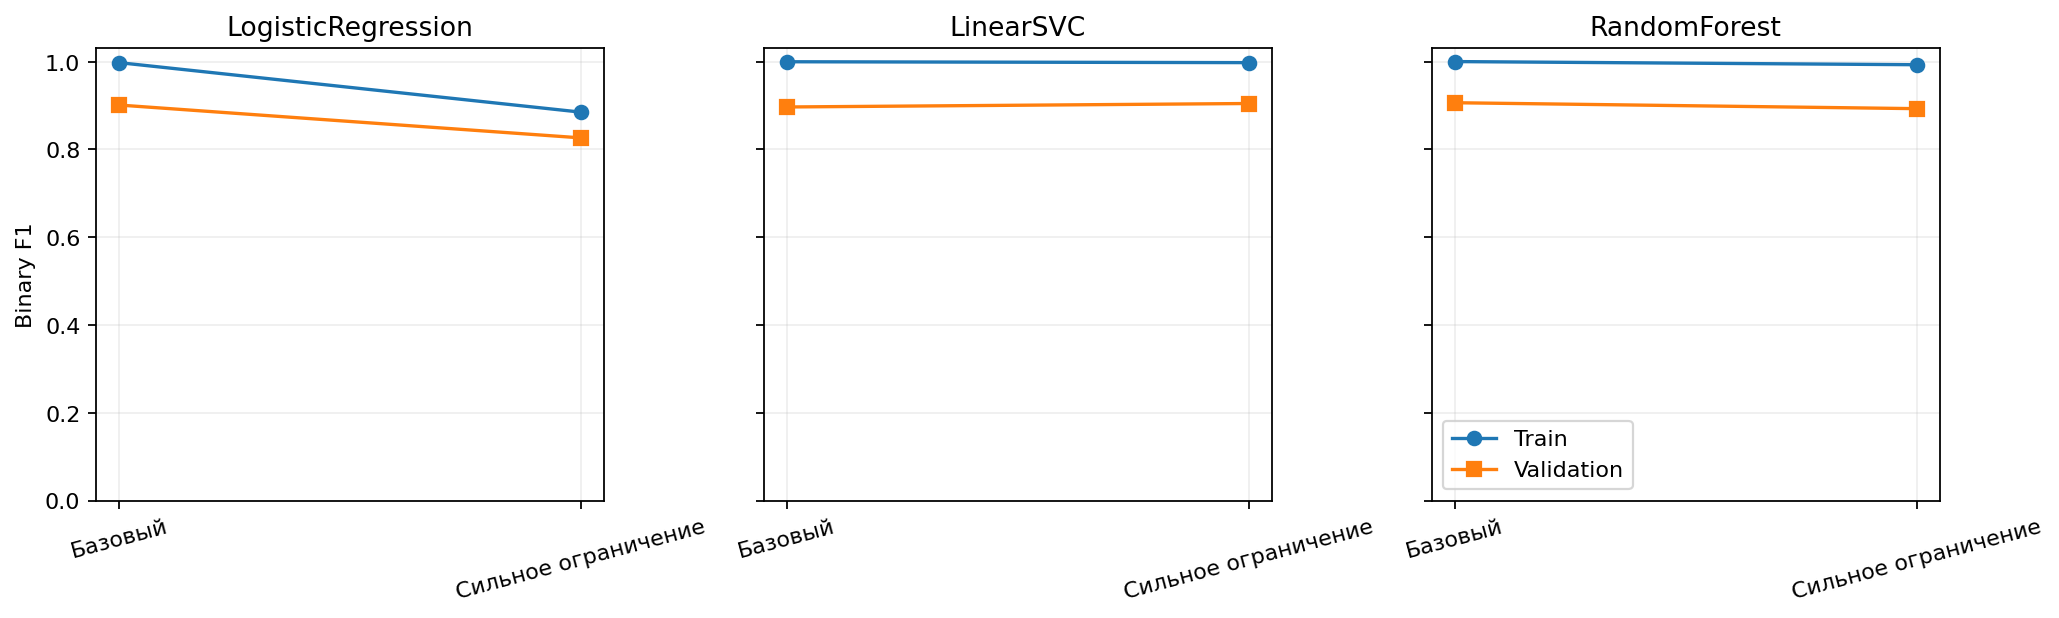 LogisticRegression
LinearSVC
RandomForest
Binary F1
1.0
0.8
0.6
0.4
0.2
0.0
Базовый
Сильное ограничение
Базовый
Сильное ограничение
Train
Validation
Базовый
Сильное ограничение